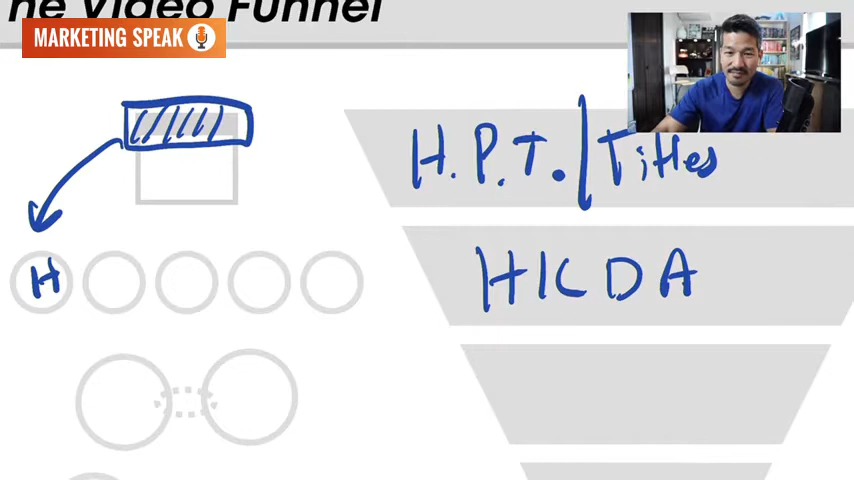 he Video Funnel
MARKETING SPEAK
H.P.T. | Titles
H
HICDA